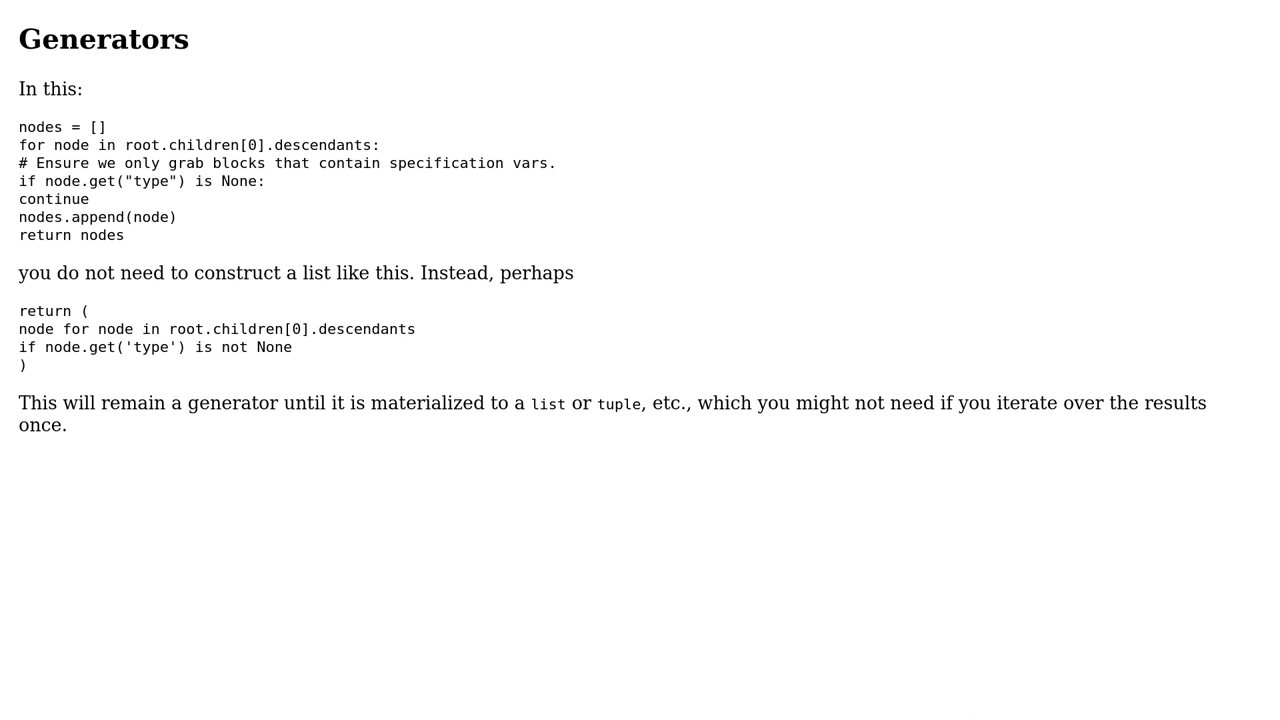 Generators
In this:
nodes = []
for node in root.children[0].descendants:
# Ensure we only grab blocks that contain specification vars.
if node.get("type") is None:
continue
nodes.append(node)
return nodes
you do not need to construct a list like this. Instead, perhaps
return (
node for node in root.children[0].descendants
if node.get('type') is not None
)
This will remain a generator until it is materialized to a list or tuple, etc., which you might not need if you iterate over the results
once.